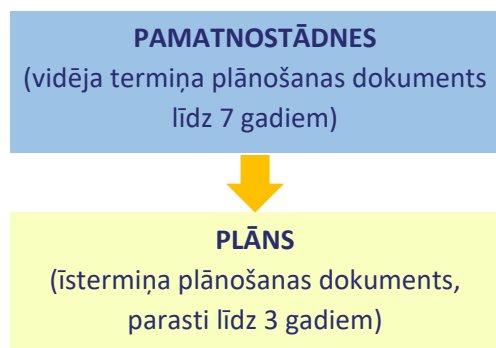 PAMATNOSTĀDNES
(vidēja termiņa plānošanas dokuments
līdz 7 gadiem)
PLĀNS
(īstermiņa plānošanas dokuments,
parasti līdz 3 gadiem)